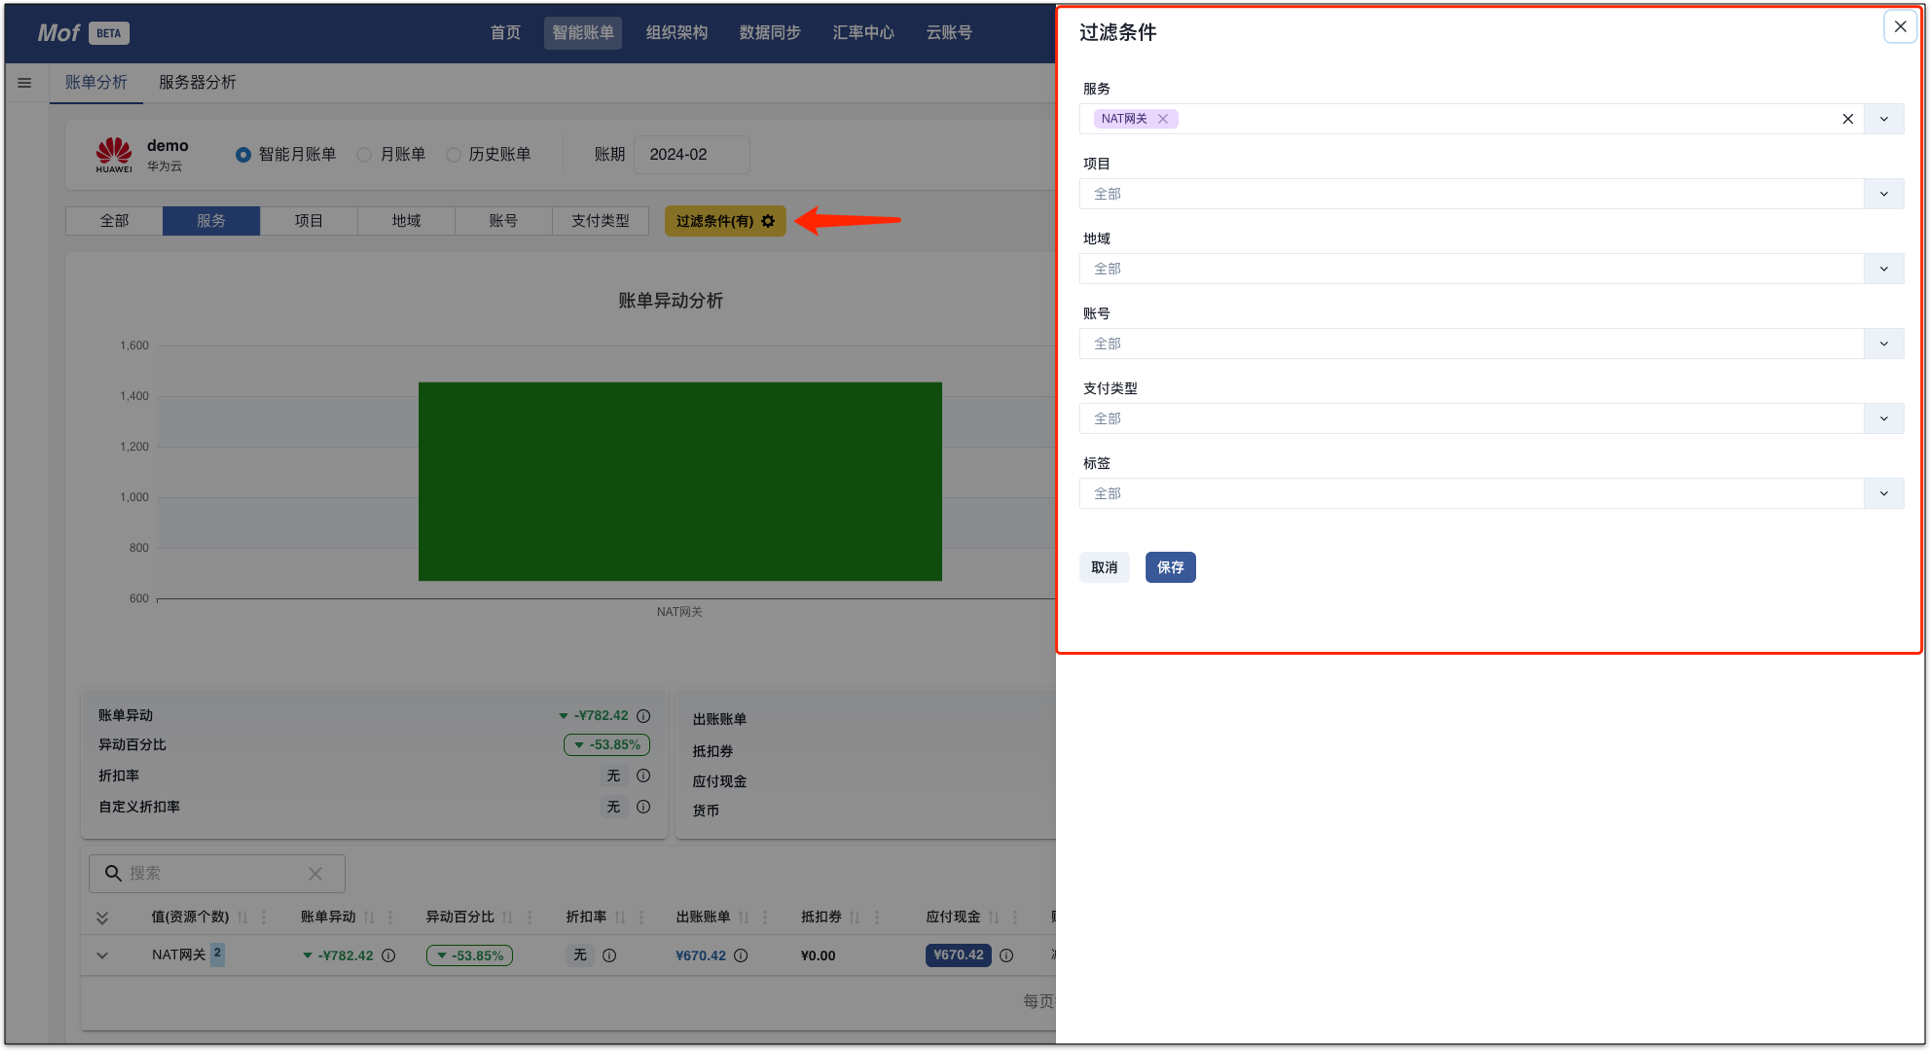 Mof BETA 首页 智能账单 组织架构 数据同步 汇率中心 云账号
账单分析 服务器分析
HUAWEI demo 华为云 智能月账单 月账单 历史账单 账期 2024-02
全部 服务 项目 地域 账号 支付类型 过滤条件(有)
账单异动分析
1,600
1,400
1,200
1,000
800
600
NAT网关
账单异动 -¥782.42
异动百分比 -53.85%
折扣率 无
自定义折扣率 无
出账账单
抵扣券
应付现金
货币
搜索
值(资源个数) 账单异动 异动百分比 折扣率 出账账单 抵扣券 应付现金
NAT网关 2 -¥782.42 -53.85% 无 ¥670.42 ¥0.00 ¥670.42
每页
过滤条件
服务
NAT网关
项目
全部
地域
全部
账号
全部
支付类型
全部
标签
全部
取消 保存